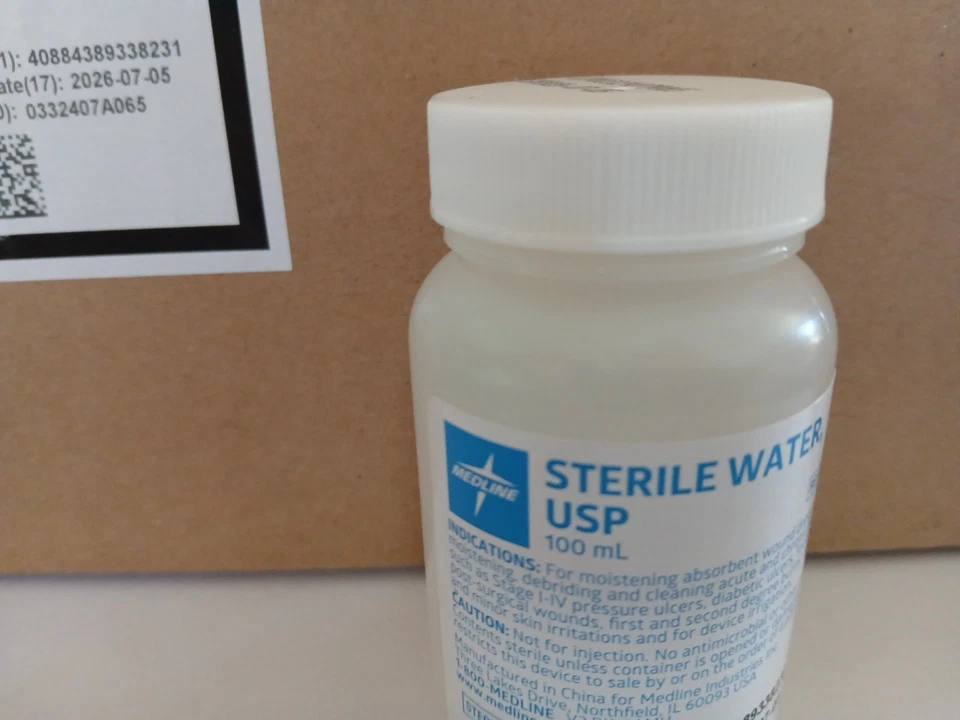 1): 40884389338231
ate(17): 2026-07-05
0): 0332407A065
MEDLINE
STERILE WATER,
USP
100 mL
INDICATIONS: For moistening absorbent wound
moistening, debriding and cleaning acute and
such as Stage I-IV pressure ulcers, diabetic
post-surgical wounds, first and second degree
and minor skin irritations and for device
CAUTION: Not for injection. No antimicrobial
Contents sterile unless container is opened or
restricts this device to sale by or on the order
Manufactured in China for Medline Industries
Three Lakes Drive, Northfield, IL 60093 USA
1-800-MEDLINE
www.medline